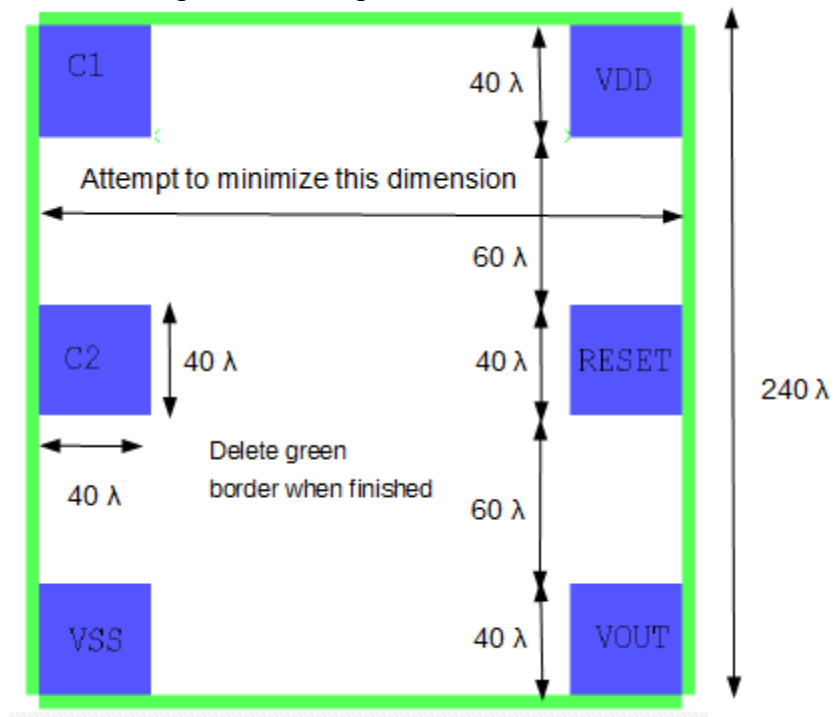 C1
40 λ
VDD
Attempt to minimize this dimension
60 λ
C2
40 λ
40 λ
RESET
240 λ
Delete green
border when finished
40 λ
60 λ
VSS
40 λ
VOUT